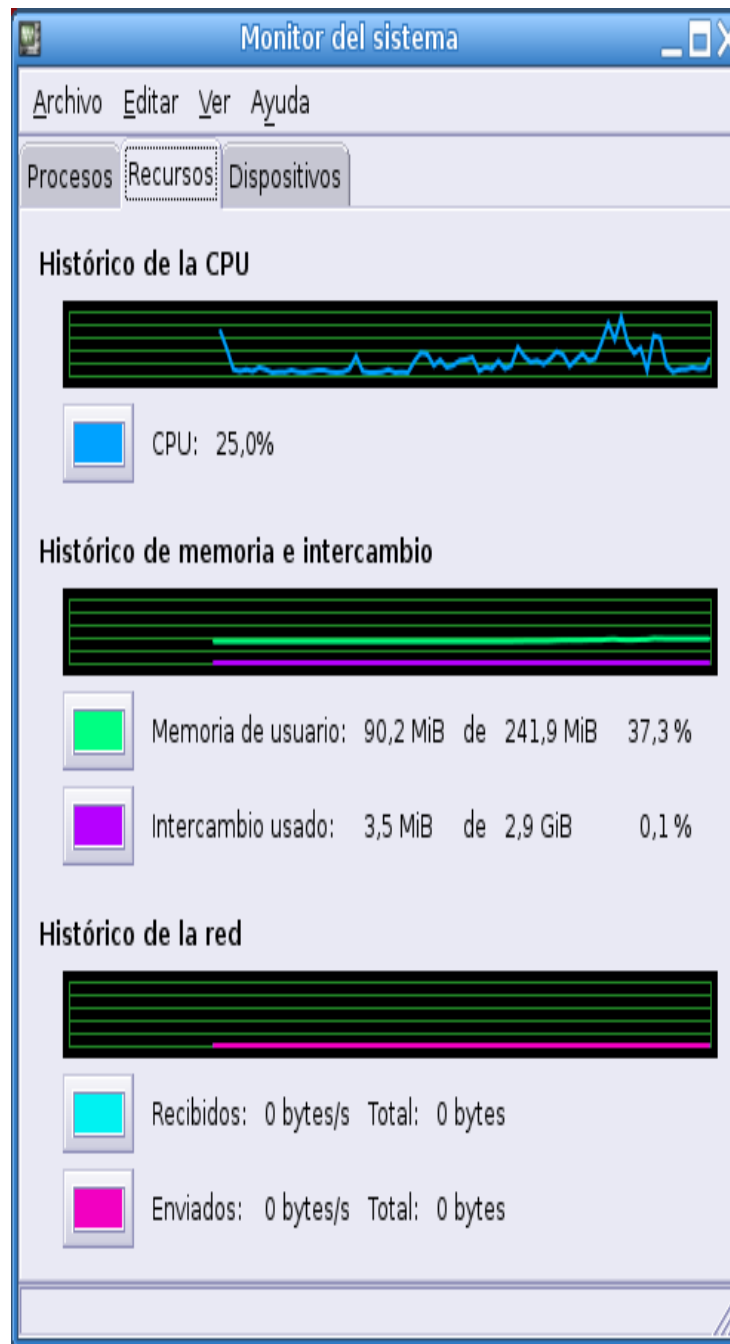 Monitor del sistema
Archivo Editar Ver Ayuda
Procesos Recursos Dispositivos
Histórico de la CPU
CPU: 25,0%
Histórico de memoria e intercambio
Memoria de usuario: 90,2 MiB de 241,9 MiB 37,3 %
Intercambio usado: 3,5 MiB de 2,9 GiB 0,1 %
Histórico de la red
Recibidos: 0 bytes/s Total: 0 bytes
Enviados: 0 bytes/s Total: 0 bytes